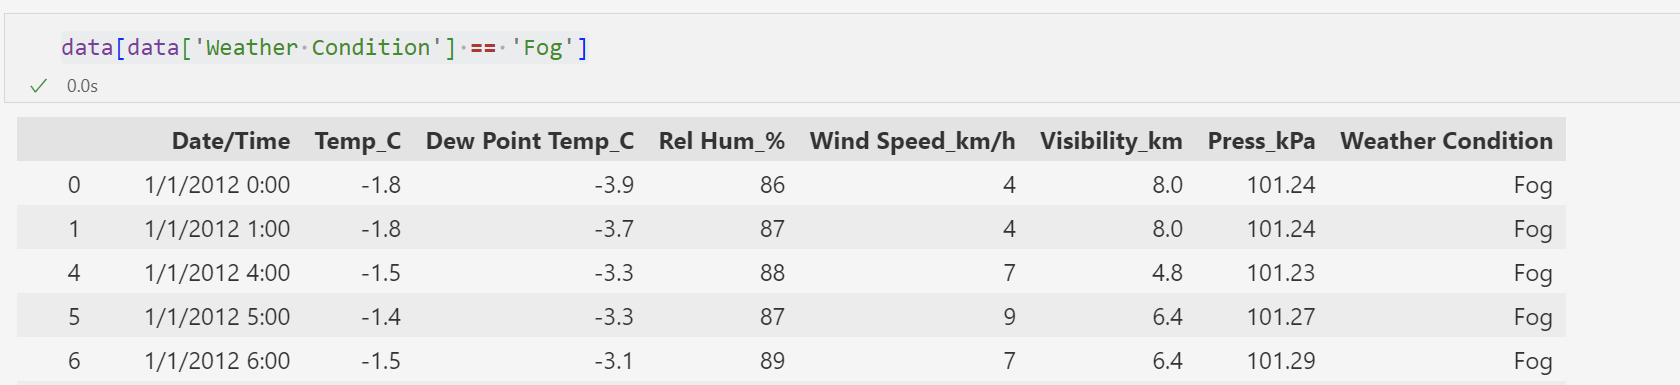 data[data['Weather Condition'] == 'Fog']
0.0s
Date/Time Temp_C Dew Point Temp_C Rel Hum_% Wind Speed_km/h Visibility_km Press_kPa Weather Condition
0 1/1/2012 0:00 -1.8 -3.9 86 4 8.0 101.24 Fog
1 1/1/2012 1:00 -1.8 -3.7 87 4 8.0 101.24 Fog
4 1/1/2012 4:00 -1.5 -3.3 88 7 4.8 101.23 Fog
5 1/1/2012 5:00 -1.4 -3.3 87 9 6.4 101.27 Fog
6 1/1/2012 6:00 -1.5 -3.1 89 7 6.4 101.29 Fog